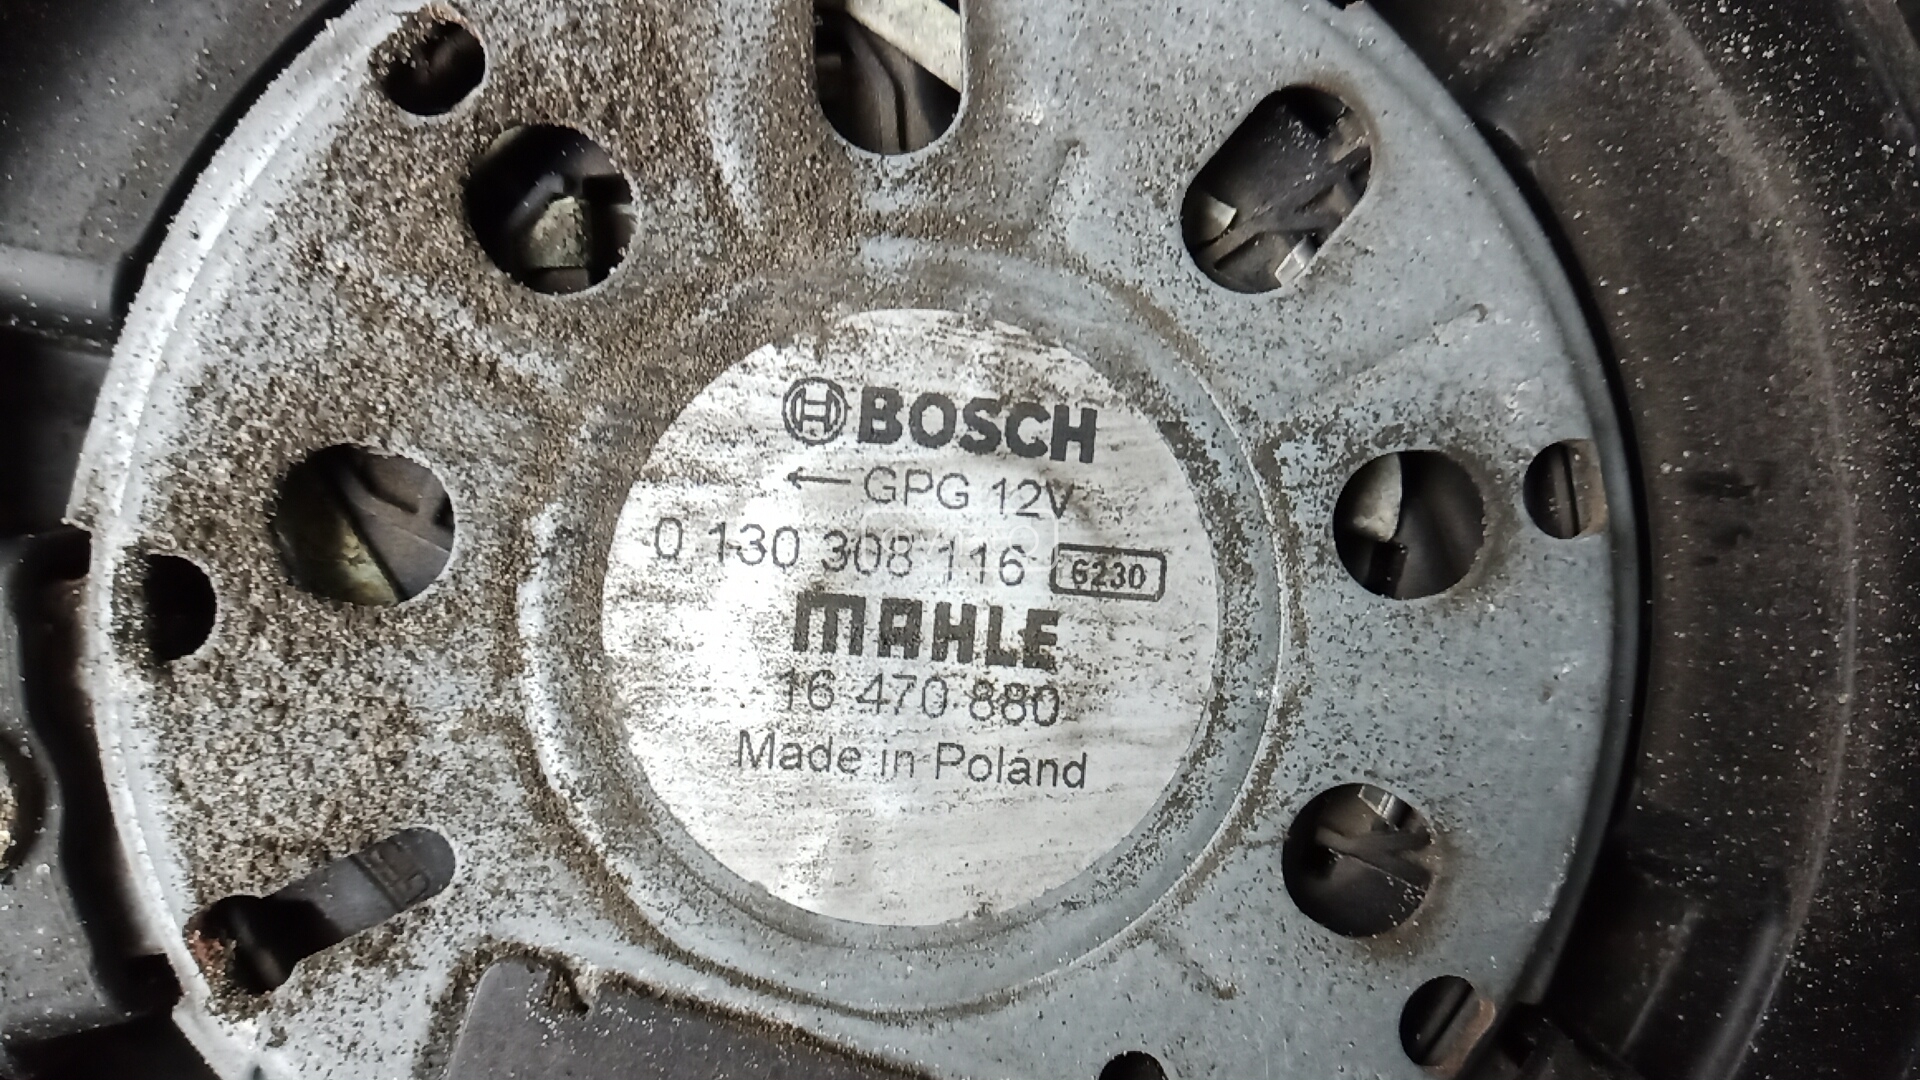 BOSCH
← GPG 12V
0 130 308 116 6230
MAHLE
16 470 880
Made in Poland